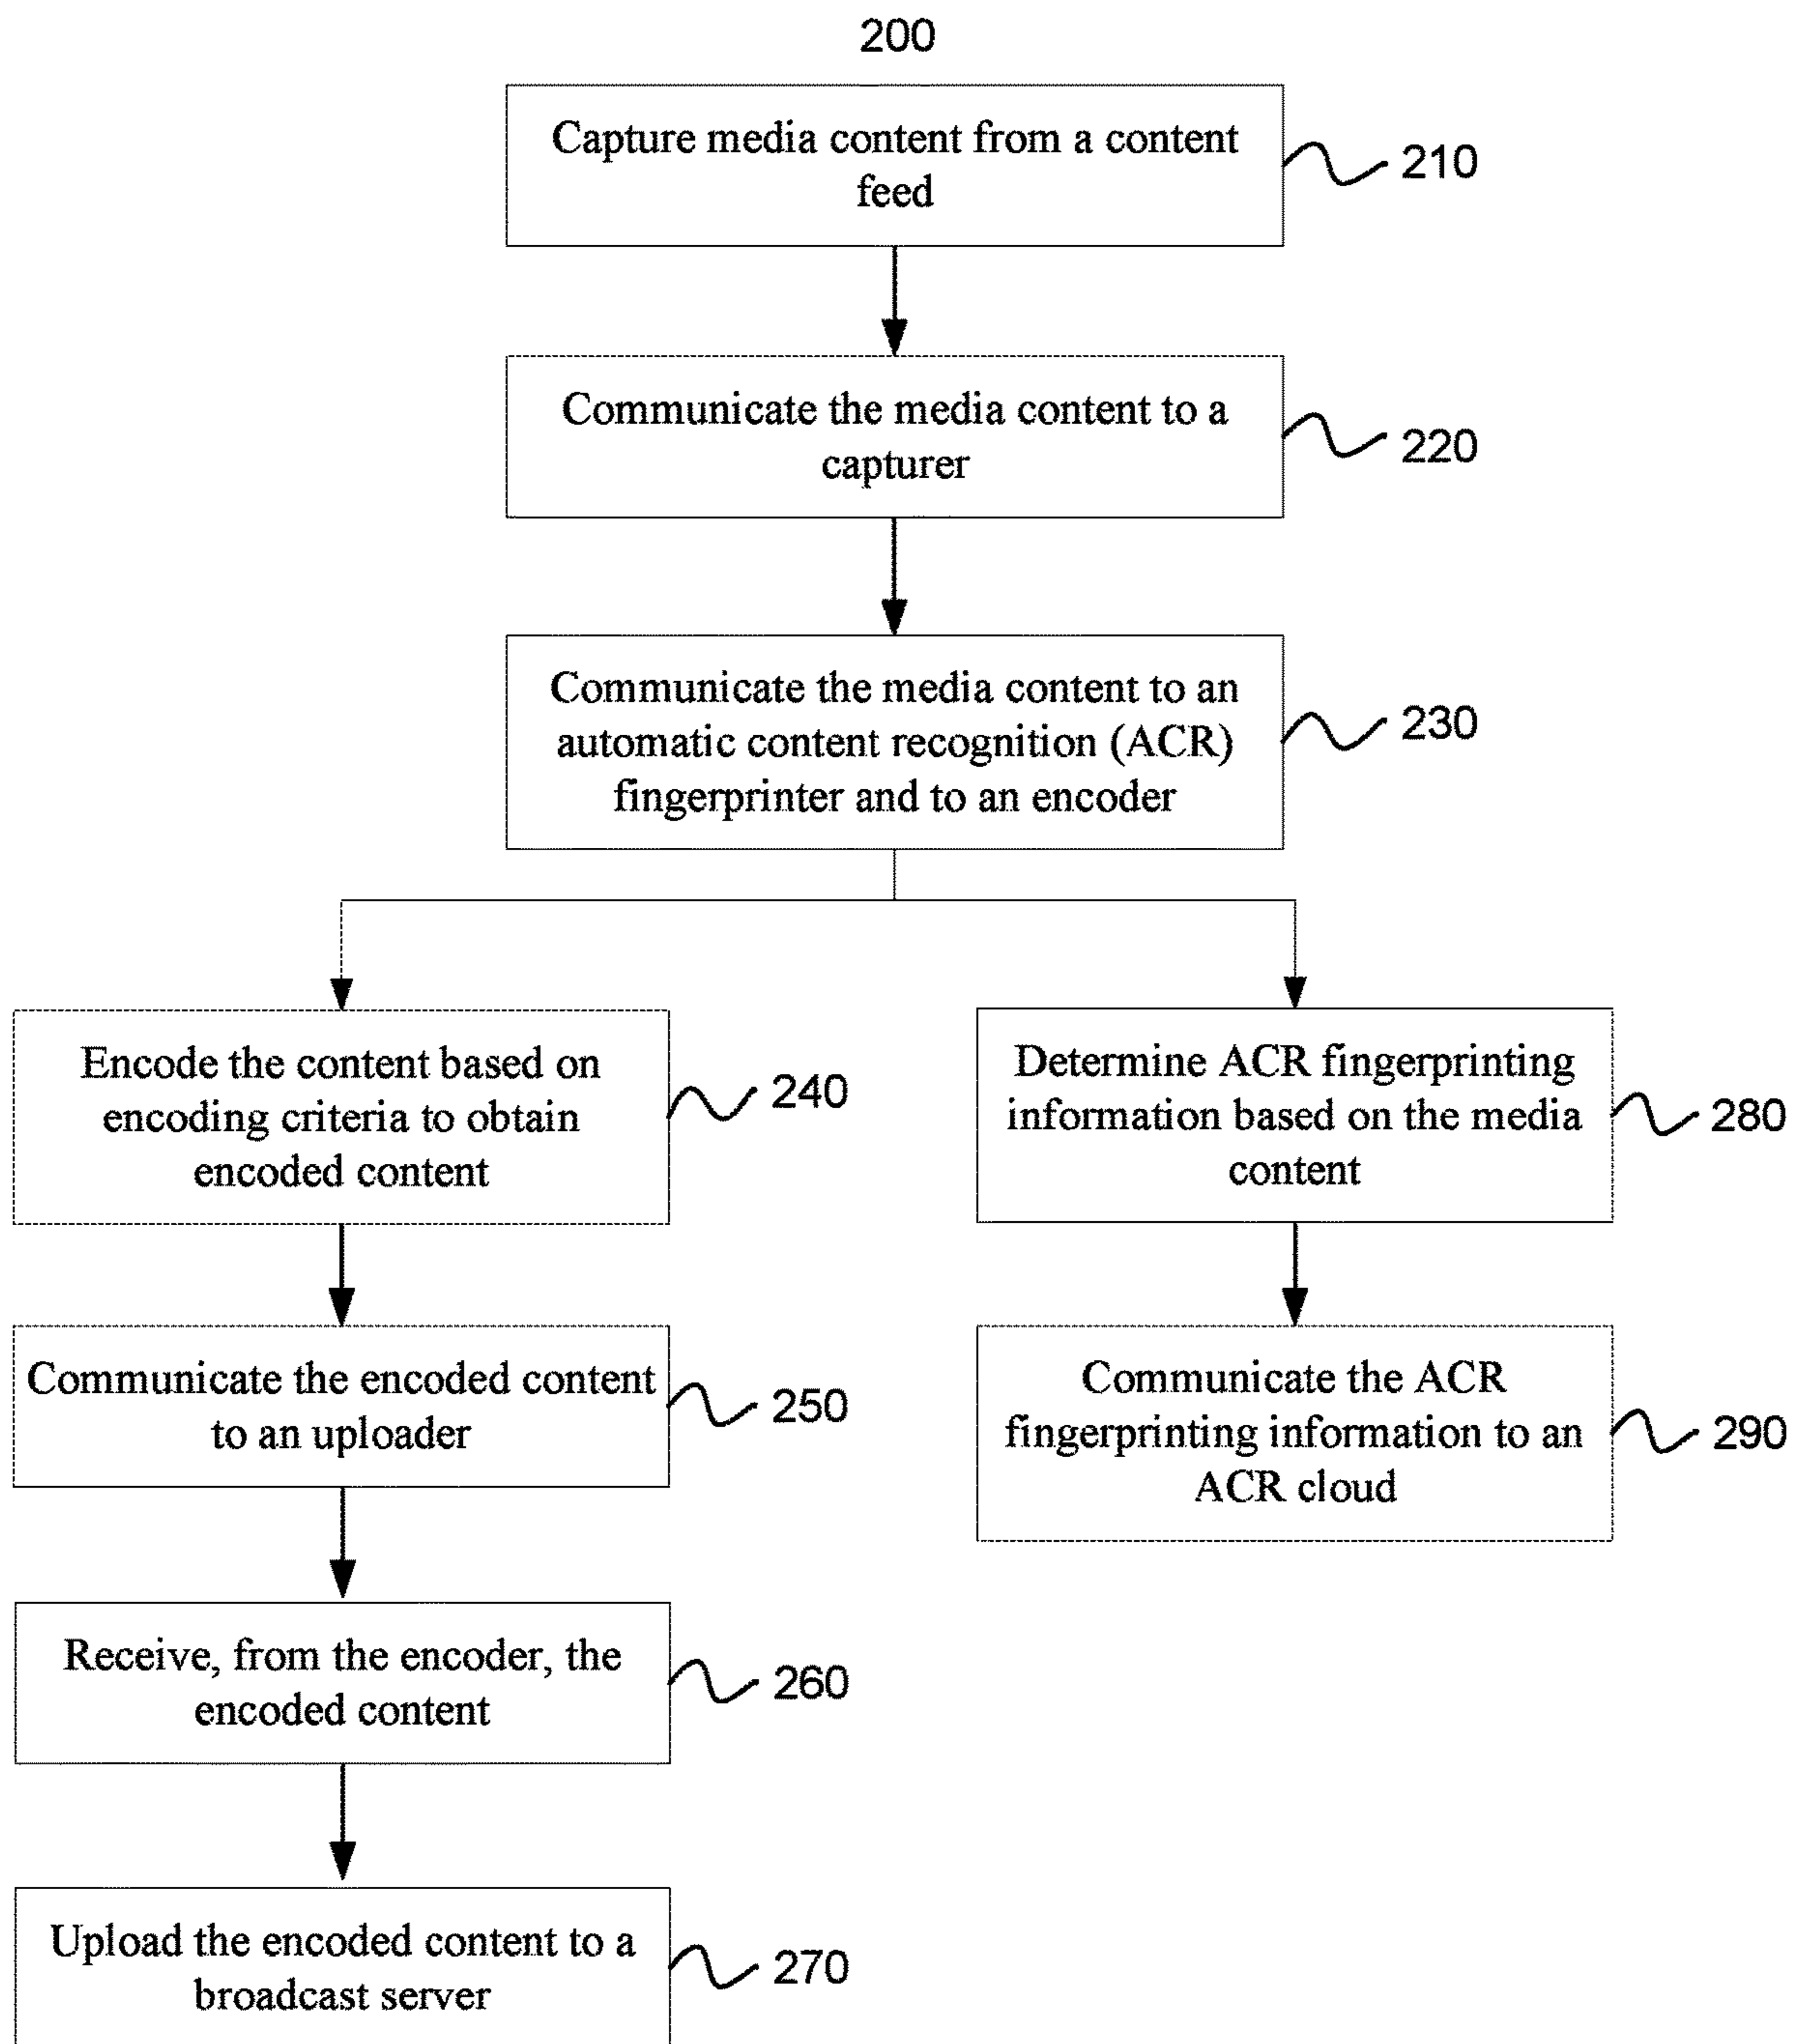 200
Capture media content from a content
feed
210
Communicate the media content to a
capturer
220
Communicate the media content to an
automatic content recognition (ACR)
fingerprinter and to an encoder
230
Encode the content based on
encoding criteria to obtain
encoded content
240
Communicate the encoded content
to an uploader
250
Receive, from the encoder, the
encoded content
260
Upload the encoded content to a
broadcast server
270
Determine ACR fingerprinting
information based on the media
content
280
Communicate the ACR
fingerprinting information to an
ACR cloud
290